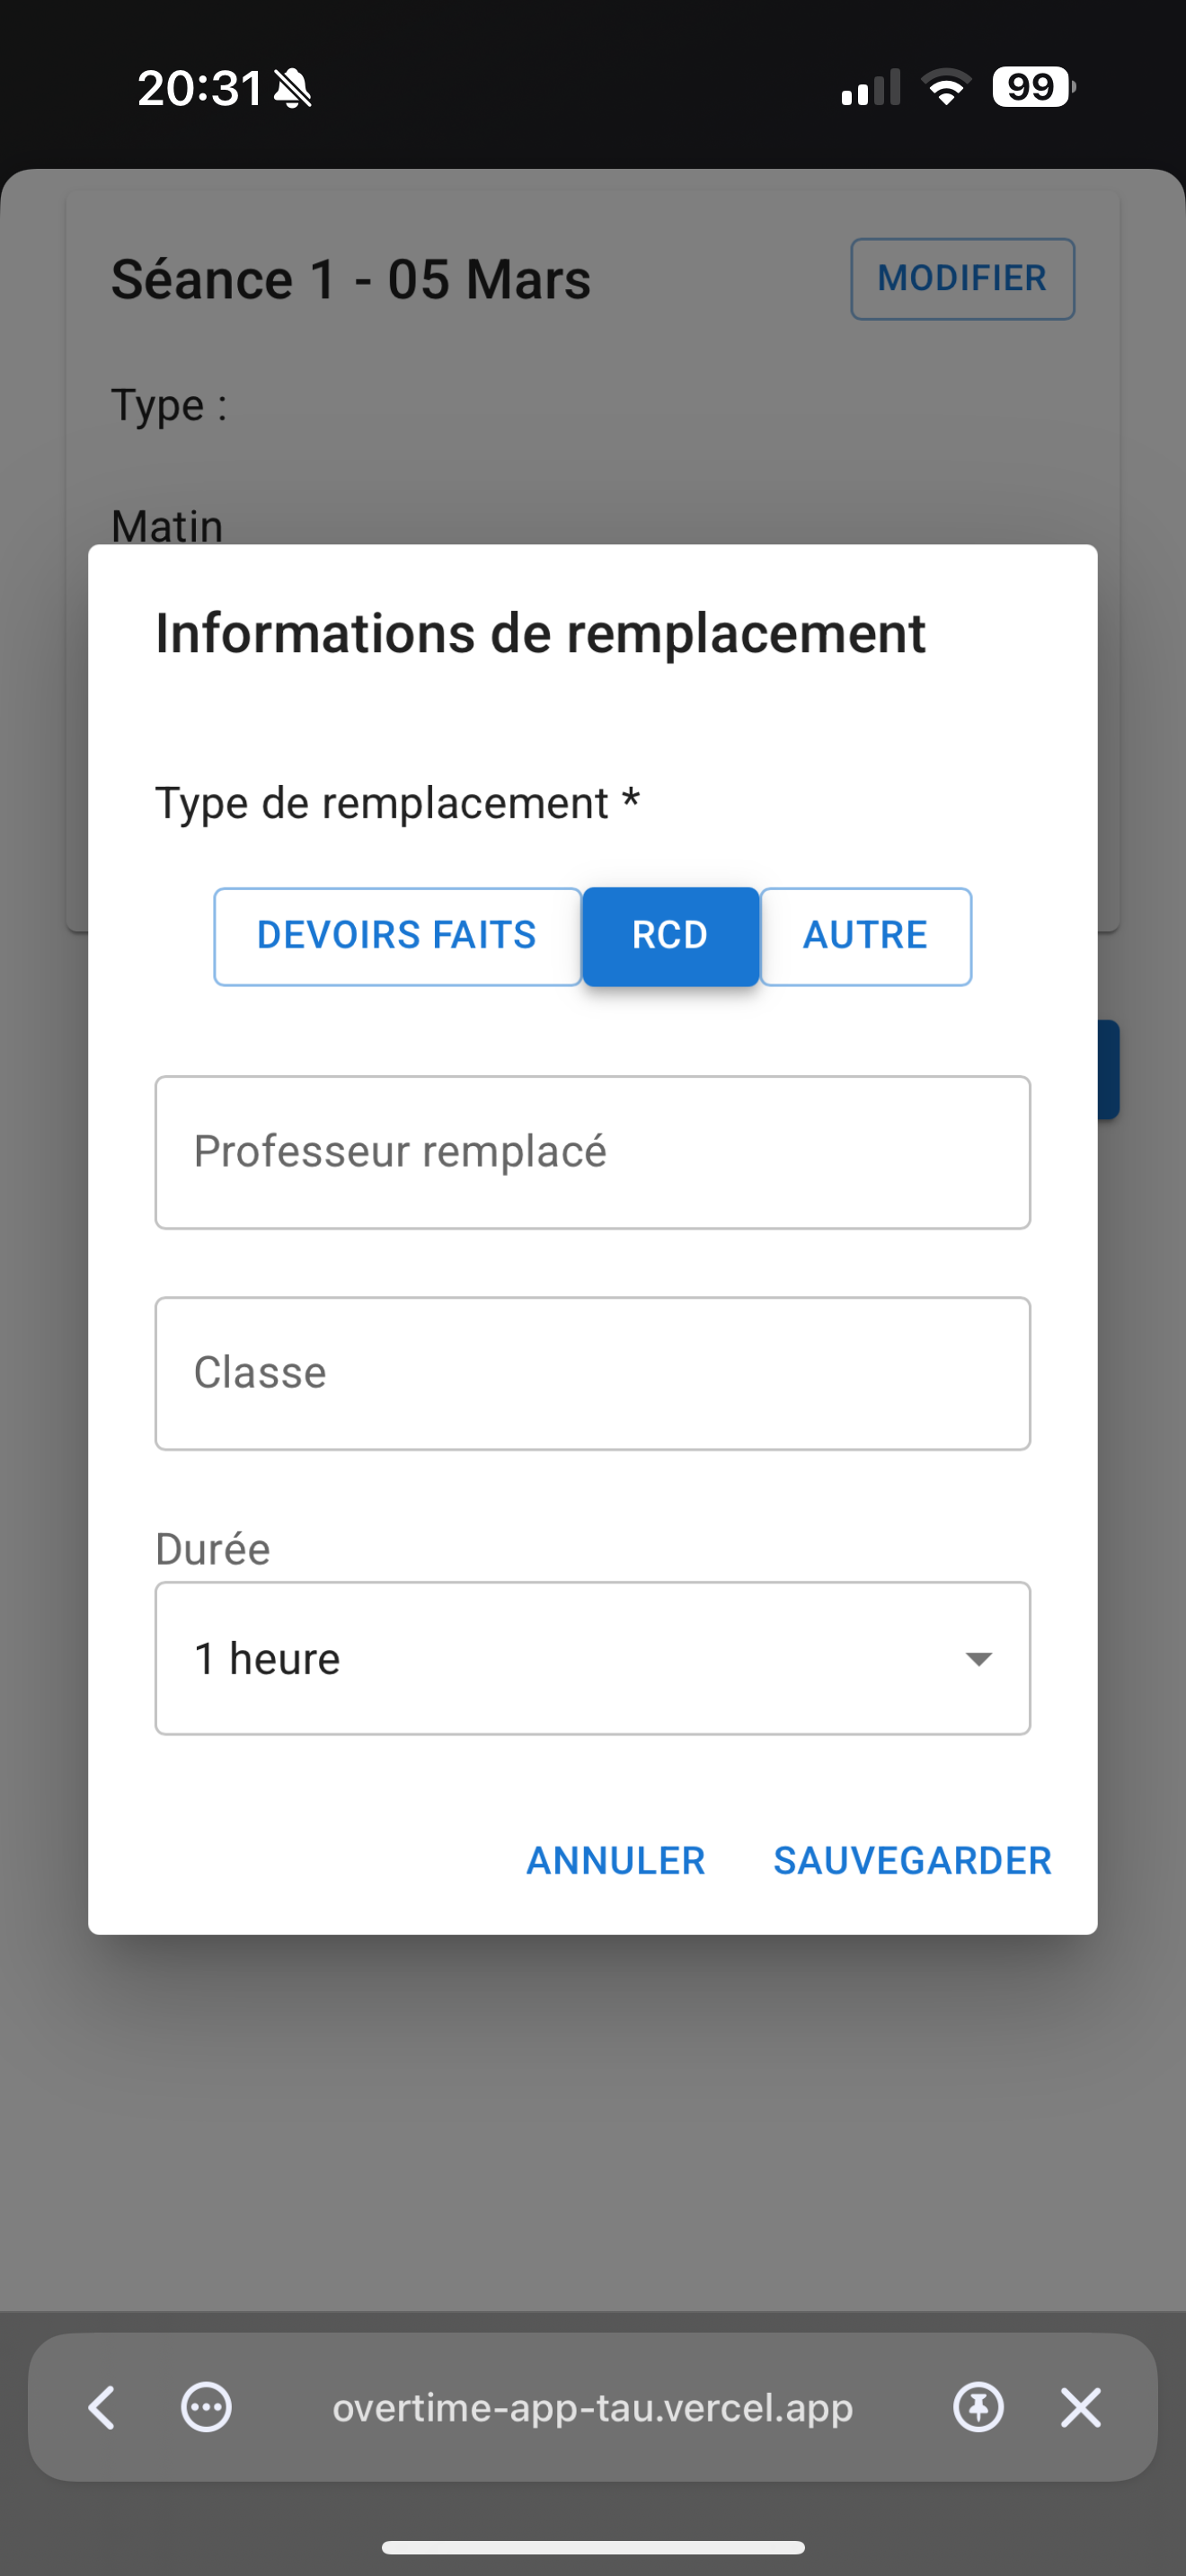 20:31
99
Séance 1 - 05 Mars
MODIFIER
Type :
Matin
Informations de remplacement
Type de remplacement *
DEVOIRS FAITS
RCD
AUTRE
Professeur remplacé
Classe
Durée
1 heure
ANNULER
SAUVEGARDER
overtime-app-tau.vercel.app